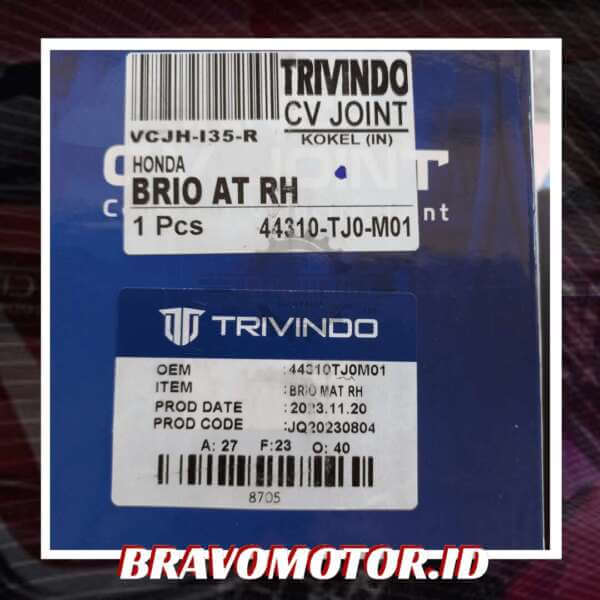 TRIVINDO
CV JOINT
KOKEL (IN)
VCJH-I35-R
HONDA
BRIO AT RH
1 Pcs 44310-TJ0-M01
TRIVINDO
OEM :44310TJ0M01
ITEM :BRIO MAT RH
PROD DATE :2023.11.20
PROD CODE :JQ20230804
A: 27 F:23 O: 40
8705
BRAVOMOTOR.ID